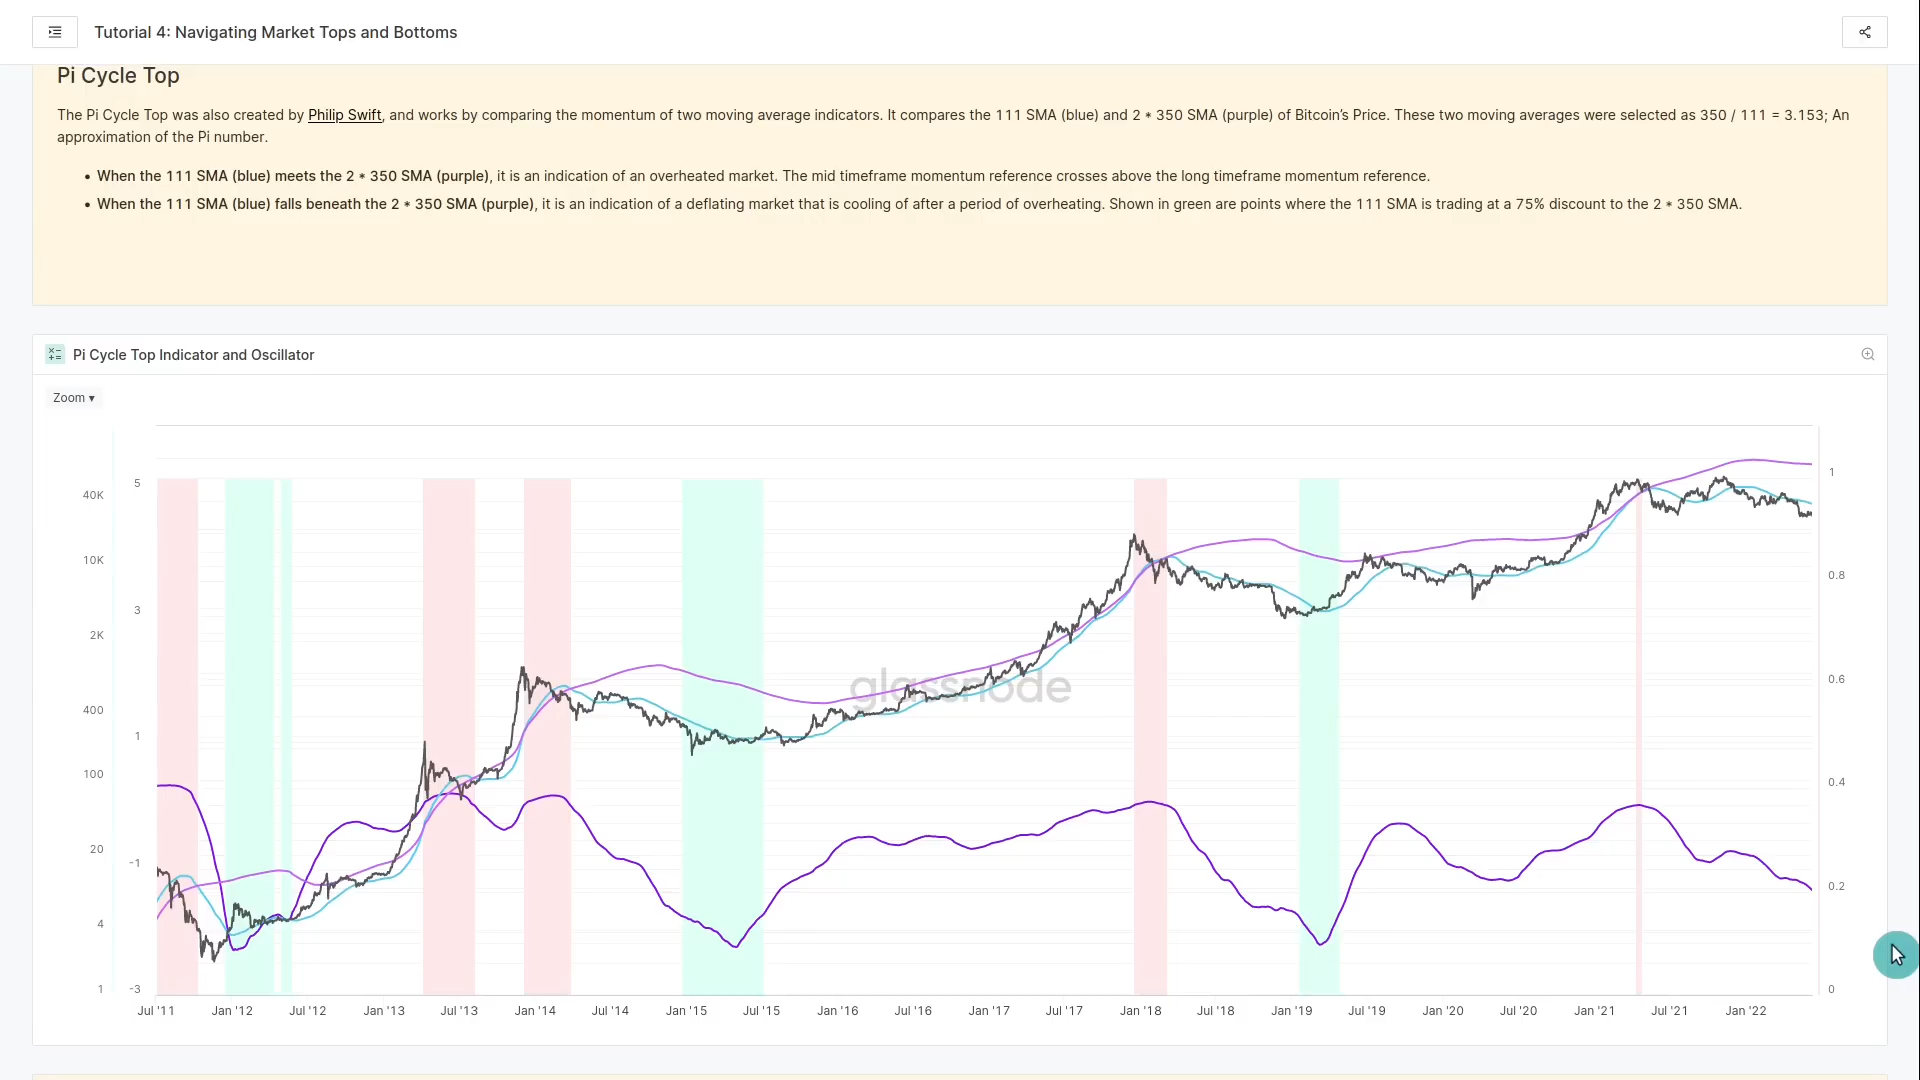 Tutorial 4: Navigating Market Tops and Bottoms
Pi Cycle Top
The Pi Cycle Top was also created by Philip Swift, and works by comparing the momentum of two moving average indicators. It compares the 111 SMA (blue) and 2 * 350 SMA (purple) of Bitcoin’s Price. These two moving averages were selected as 350 / 111 = 3.153; An
approximation of the Pi number.
• When the 111 SMA (blue) meets the 2 * 350 SMA (purple), it is an indication of an overheated market. The mid timeframe momentum reference crosses above the long timeframe momentum reference.
• When the 111 SMA (blue) falls beneath the 2 * 350 SMA (purple), it is an indication of a deflating market that is cooling of after a period of overheating. Shown in green are points where the 111 SMA is trading at a 75% discount to the 2 * 350 SMA.
Pi Cycle Top Indicator and Oscillator
Zoom ▾
1
5
40K
10K
0.8
3
2K
0.6
glassnode
400
1
100
0.4
20
-1
0.2
4
1
-3
0
Jul '11 Jan '12 Jul '12 Jan '13 Jul '13 Jan '14 Jul '14 Jan '15 Jul '15 Jan '16 Jul '16 Jan '17 Jul '17 Jan '18 Jul '18 Jan '19 Jul '19 Jan '20 Jul '20 Jan '21 Jul '21 Jan '22